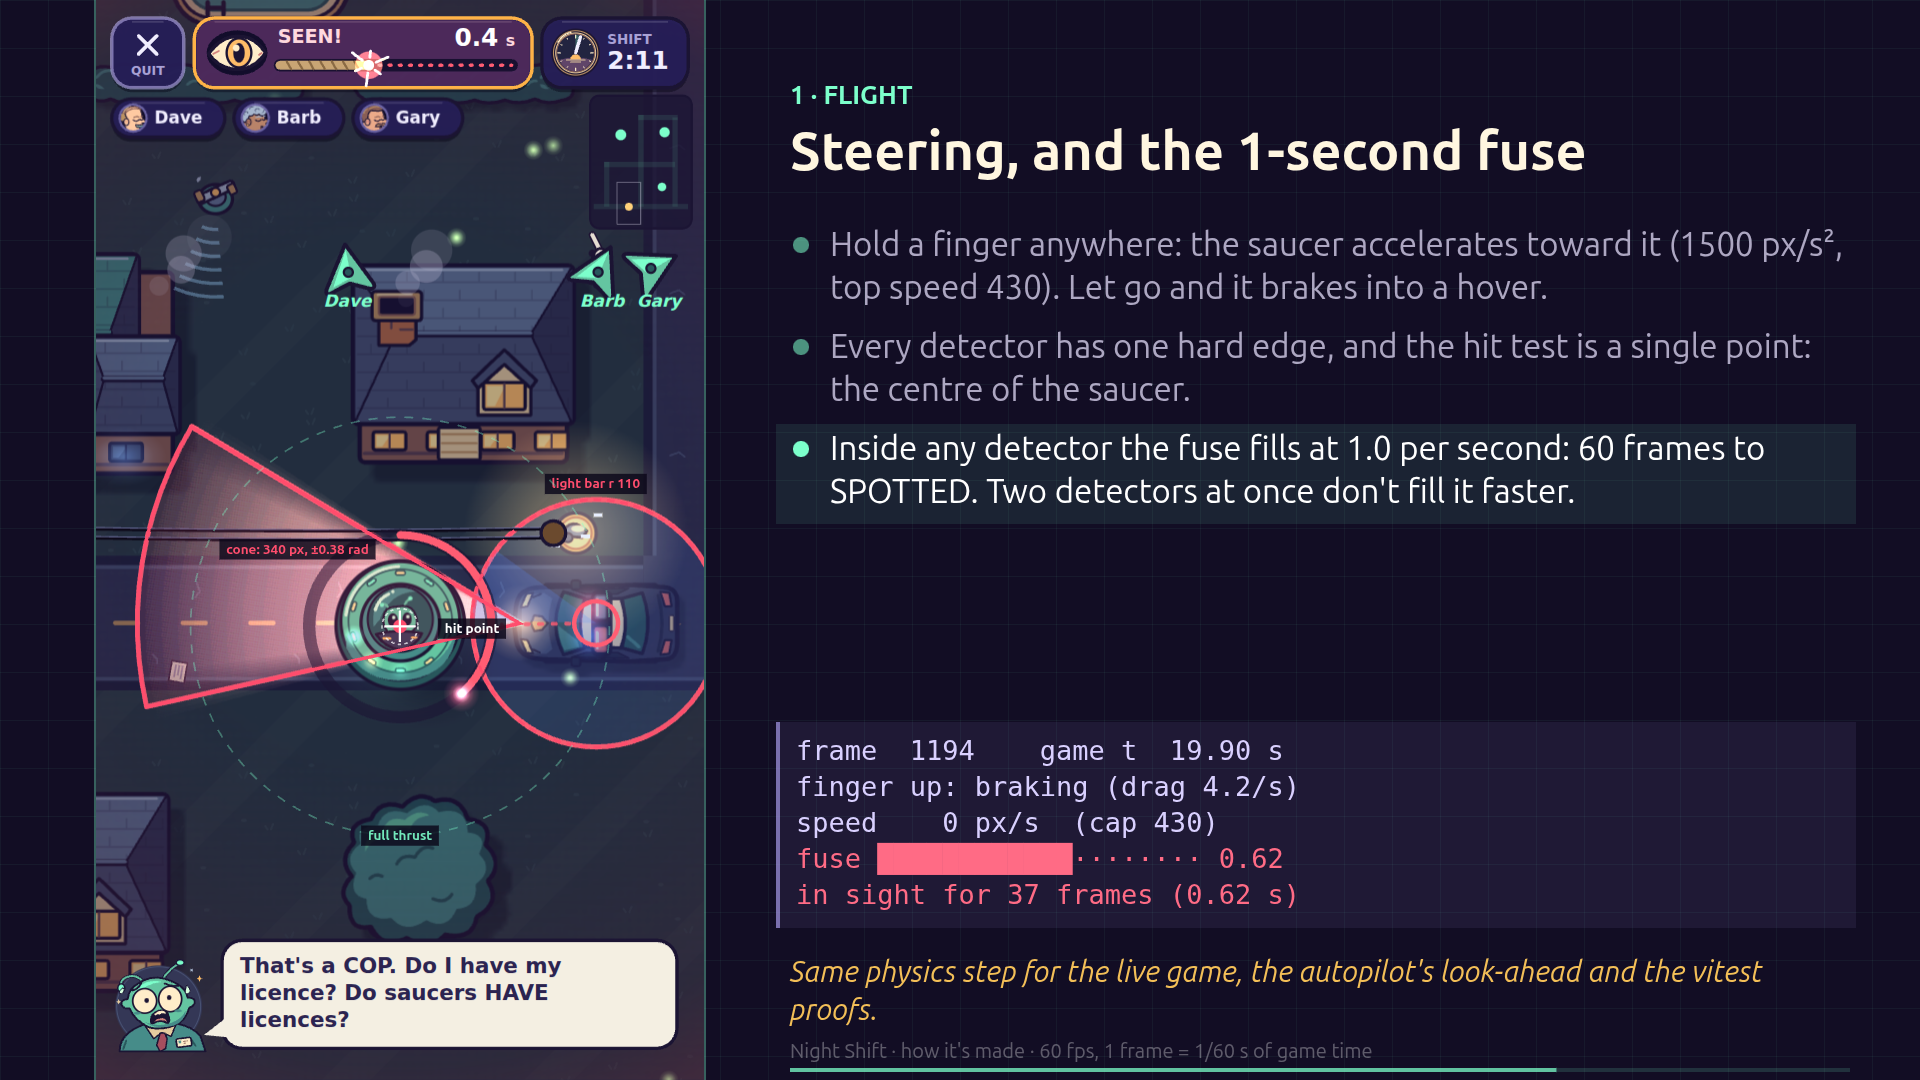 QUIT
SEEN!
0.4 s
SHIFT
2:11
Dave
Barb
Gary
Dave
Barb
Gary
light bar r 110
cone: 340 px, ±0.38 rad
hit point
full thrust
That's a COP. Do I have my
licence? Do saucers HAVE
licences?
1 · FLIGHT
Steering, and the 1-second fuse
Hold a finger anywhere: the saucer accelerates toward it (1500 px/s²,
top speed 430). Let go and it brakes into a hover.
Every detector has one hard edge, and the hit test is a single point:
the centre of the saucer.
Inside any detector the fuse fills at 1.0 per second: 60 frames to
SPOTTED. Two detectors at once don't fill it faster.
frame 1194 game t 19.90 s
finger up: braking (drag 4.2/s)
speed 0 px/s (cap 430)
fuse ████████████········ 0.62
in sight for 37 frames (0.62 s)
Same physics step for the live game, the autopilot's look-ahead and the vitest
proofs.
Night Shift · how it's made · 60 fps, 1 frame = 1/60 s of game time